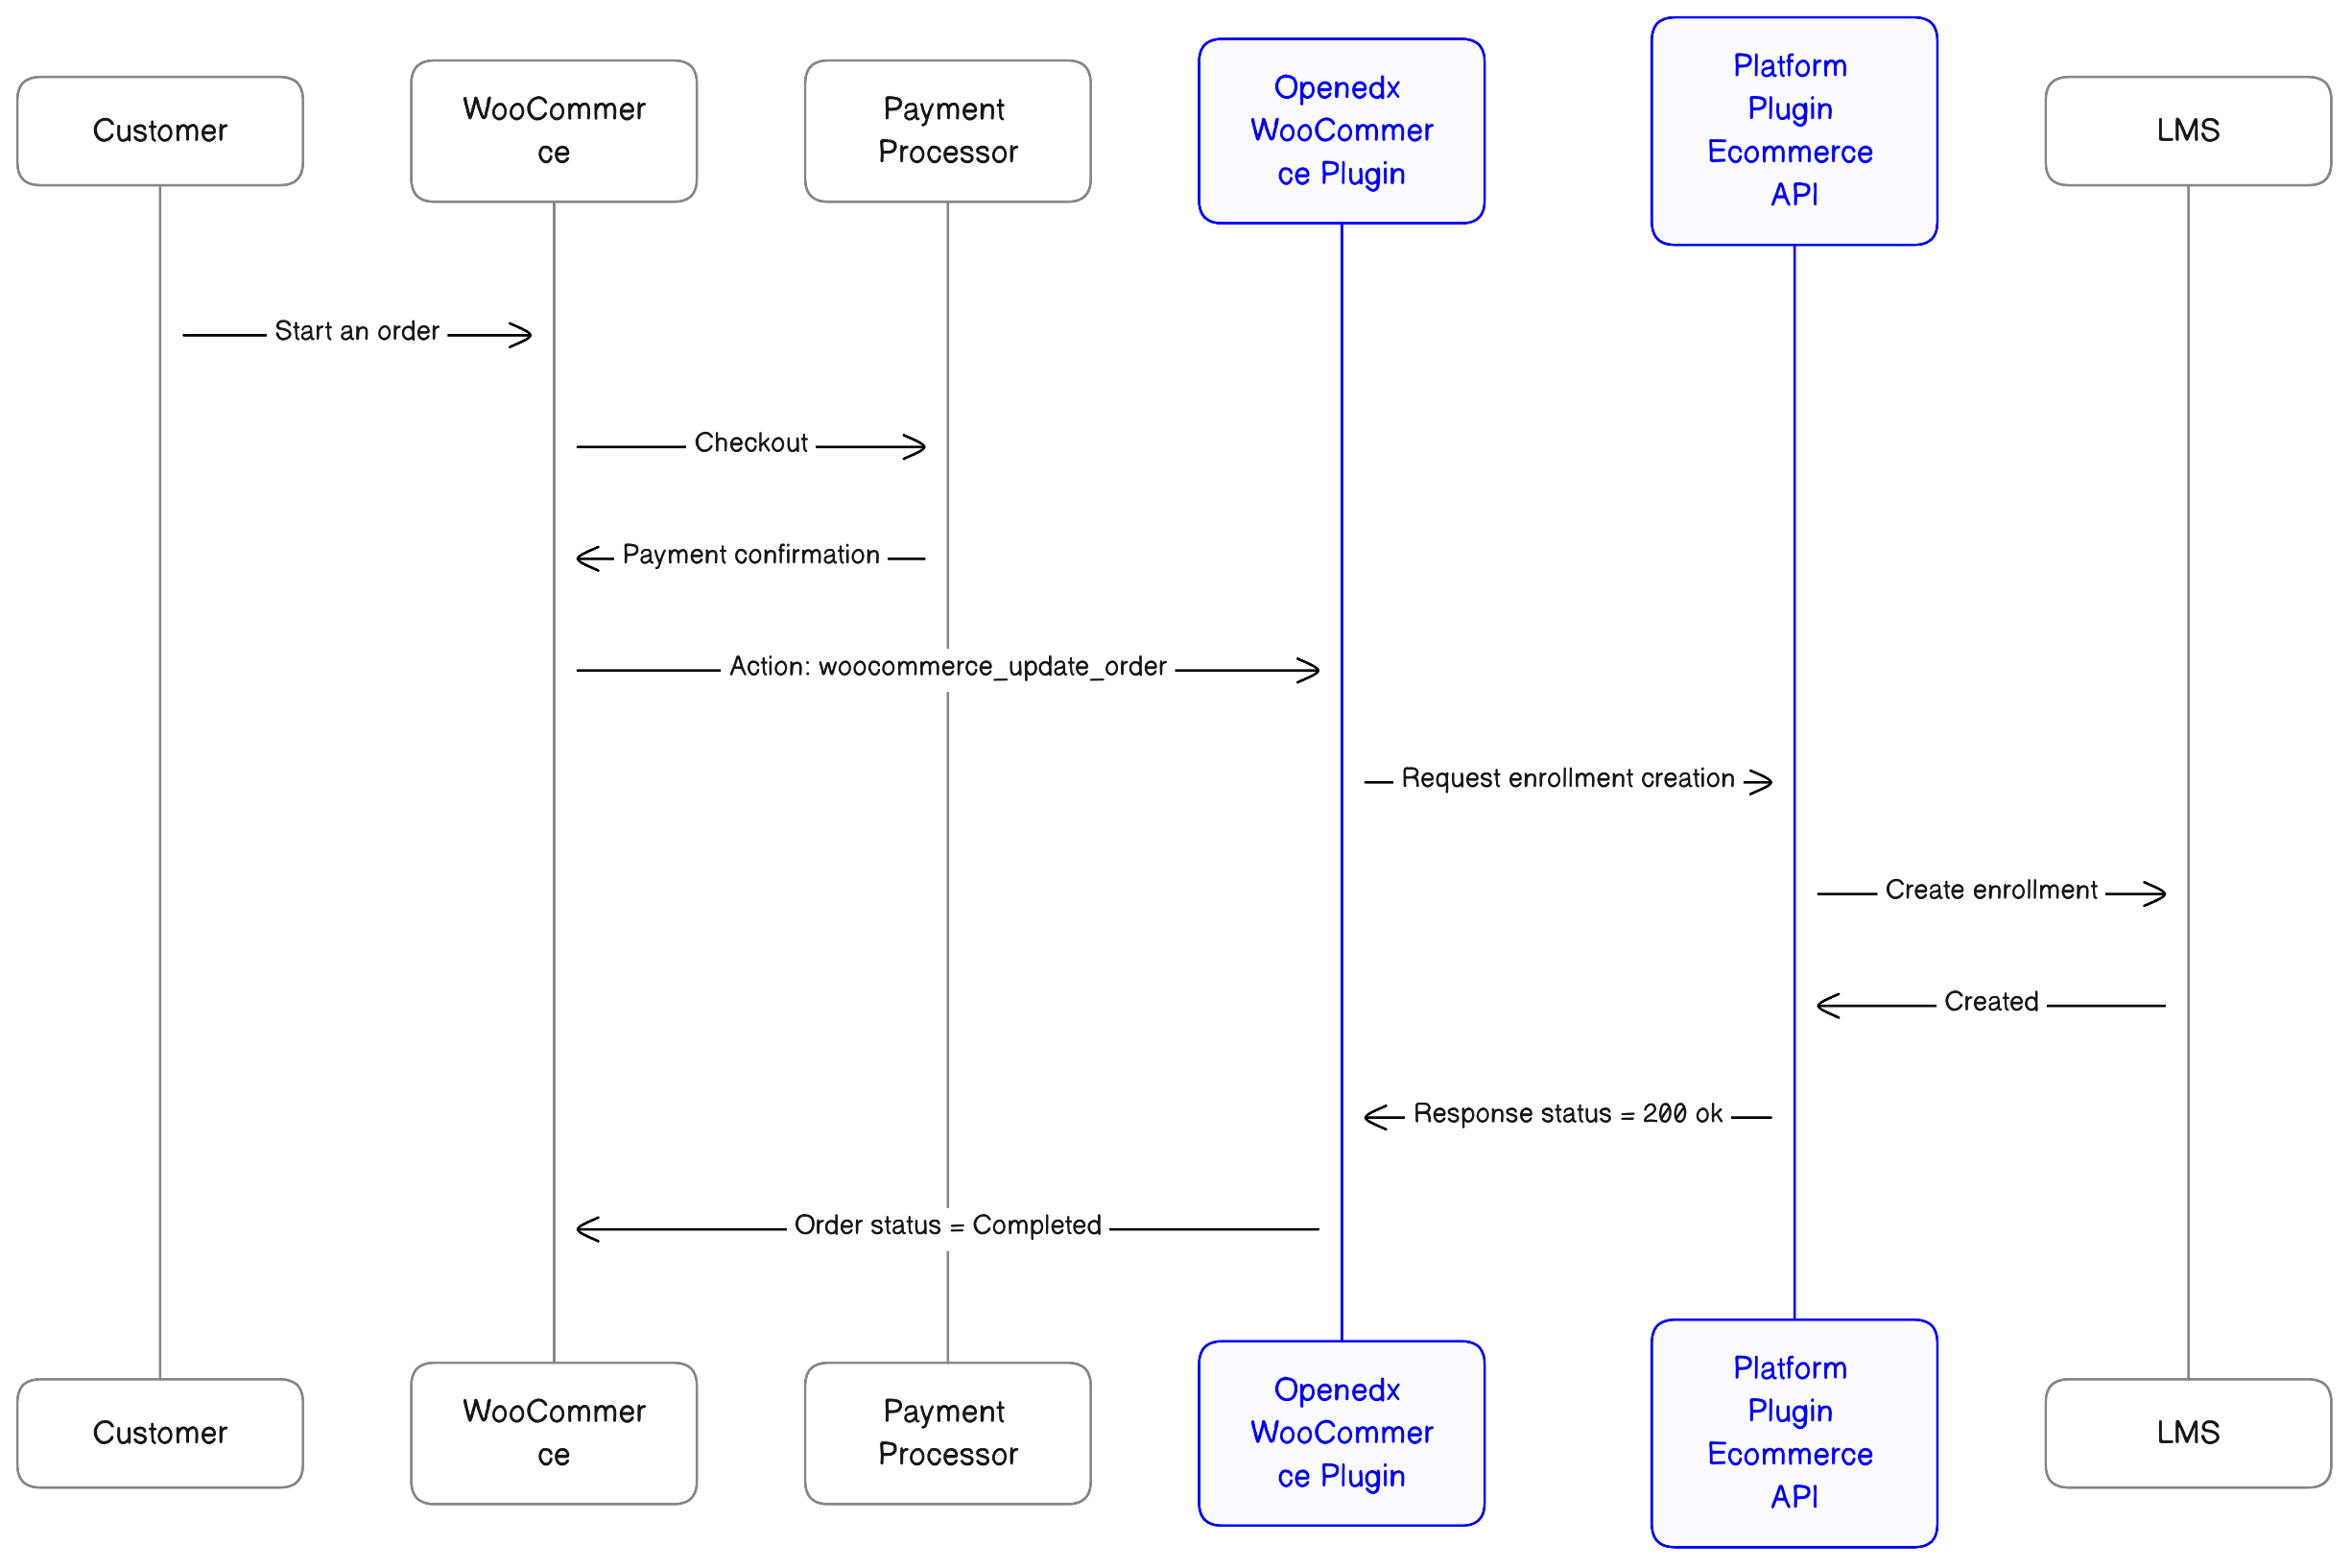 Customer
WooCommer
ce
Payment
Processor
Openedx
WooCommer
ce Plugin
Platform
Plugin
Ecommerce
API
LMS
Start an order
Checkout
Payment confirmation
Action: woocommerce_update_order
Request enrollment creation
Create enrollment
Created
Response status = 200 ok
Order status = Completed
Customer
WooCommer
ce
Payment
Processor
Openedx
WooCommer
ce Plugin
Platform
Plugin
Ecommerce
API
LMS